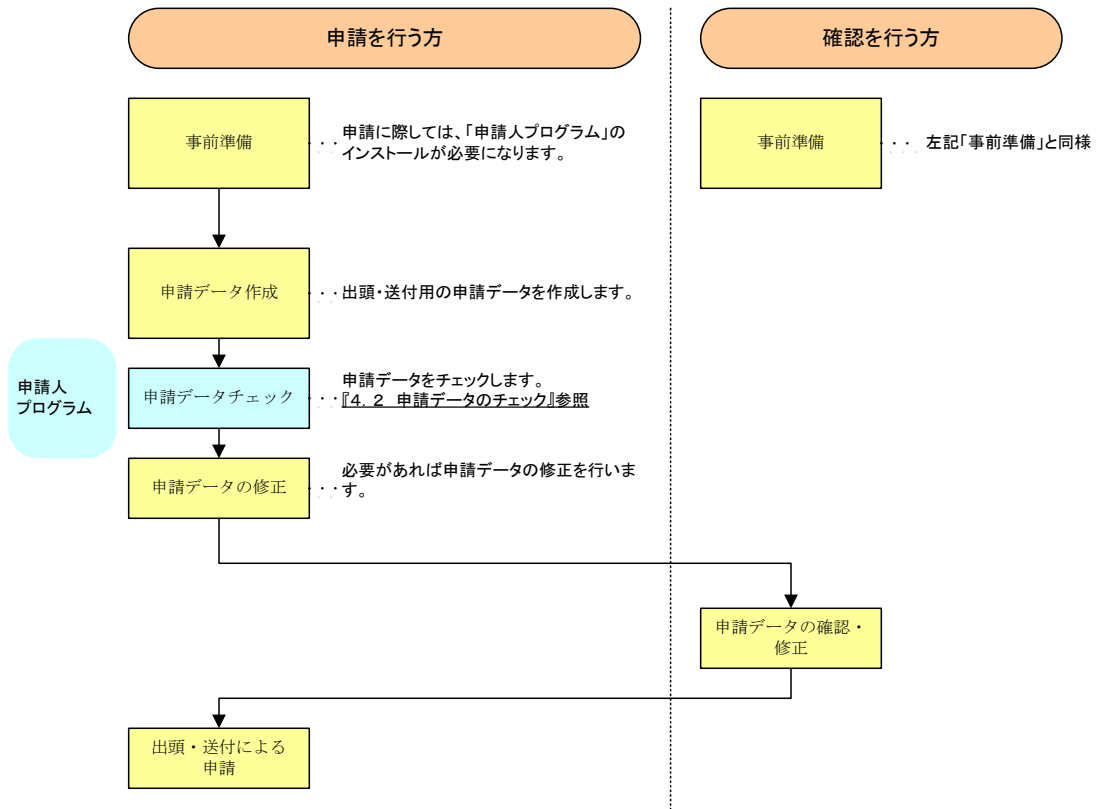 申請を行う方
確認を行う方
事前準備
・・・申請に際しては、「申請人プログラム」の
インストールが必要になります。
事前準備
・・・左記「事前準備」と同様
申請データ作成
・・・出頭・送付用の申請データを作成します。
申請人
プログラム
申請データチェック
申請データをチェックします。
・・・『4．2　申請データのチェック』参照
申請データの修正
必要があれば申請データの修正を行いま
・・・す。
申請データの確認・
修正
出頭・送付による
申請